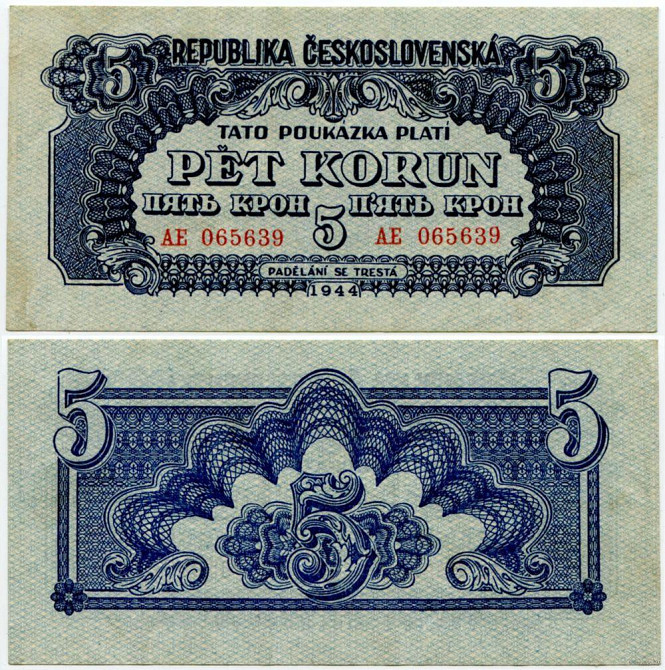 REPUBLIKA ČESKOSLOVENSKÁ
5 5
TATO POUKÁZKA PLATÍ
PĚT KORUN
ПЯТЬ КРОН П'ЯТЬ КРОН
5
AE 065639 AE 065639
PADĚLÁNÍ SE TRESTÁ
1944
5 5
5